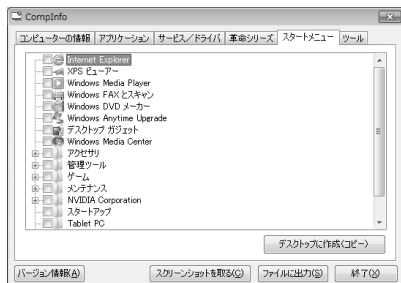 CompInfo
コンピューターの情報 アプリケーション サービス／ドライバ 革命シリーズ スタートメニュー ツール
Internet Explorer
XPS ビューアー
Windows Media Player
Windows FAX とスキャン
Windows DVD メーカー
Windows Anytime Upgrade
デスクトップ ガジェット
Windows Media Center
アクセサリ
管理ツール
ゲーム
メンテナンス
NVIDIA Corporation
スタートアップ
Tablet PC
デスクトップに作成(コピー)
バージョン情報(A) スクリーンショットを取る(C) ファイルに出力(S) 終了(X)